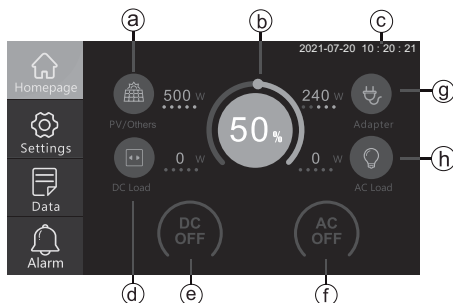 ⓐ ⓑ ⓒ
2021-07-20 10 : 20 : 21
Homepage
500 W
240 W
ⓖ
PV/Others
50 %
Adapter
Settings
0 W
0 W
ⓗ
DC Load
AC Load
Data
DC
OFF
AC
OFF
Alarm
ⓓ ⓔ ⓕ